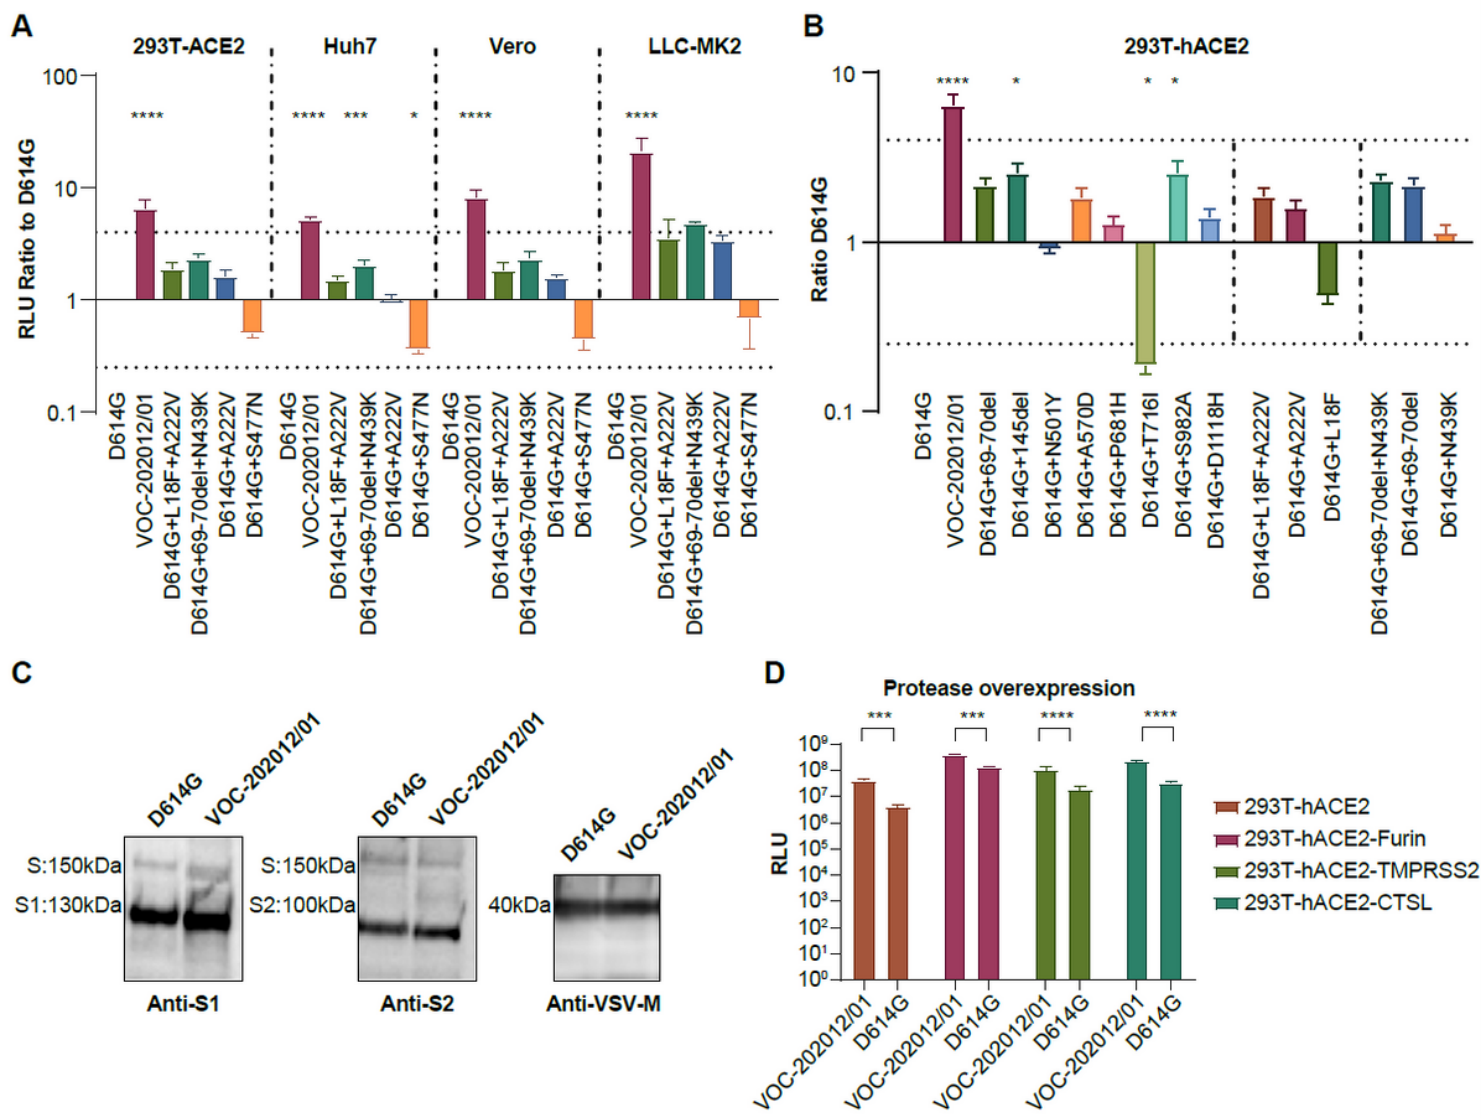 A
293T-ACE2
Huh7
Vero
LLC-MK2
RLU Ratio to D614G
100
10
1
0.1
****
****
***
*
****
****
D614G
VOC-202012/01
D614G+L18F+A222V
D614G+69-70del+N439K
D614G+A222V
D614G+S477N
D614G
VOC-202012/01
D614G+L18F+A222V
D614G+69-70del+N439K
D614G+A222V
D614G+S477N
D614G
VOC-202012/01
D614G+L18F+A222V
D614G+69-70del+N439K
D614G+A222V
D614G+S477N
D614G
VOC-202012/01
D614G+L18F+A222V
D614G+69-70del+N439K
D614G+A222V
D614G+S477N
B
293T-hACE2
Ratio D614G
10
1
0.1
****
*
*
*
D614G
VOC-202012/01
D614G+69-70del
D614G+145del
D614G+N501Y
D614G+A570D
D614G+P681H
D614G+T716I
D614G+S982A
D614G+D1118H
D614G+L18F+A222V
D614G+A222V
D614G+L18F
D614G+69-70del+N439K
D614G+69-70del
D614G+N439K
C
D614G
VOC-202012/01
S:150kDa
S1:130kDa
Anti-S1
D614G
VOC-202012/01
S:150kDa
S2:100kDa
Anti-S2
D614G
VOC-202012/01
40kDa
Anti-VSV-M
D
Protease overexpression
***
***
****
****
RLU
10⁹
10⁸
10⁷
10⁶
10⁵
10⁴
10³
10²
10¹
10⁰
VOC-202012/01
D614G
VOC-202012/01
D614G
VOC-202012/01
D614G
VOC-202012/01
D614G
293T-hACE2
293T-hACE2-Furin
293T-hACE2-TMPRSS2
293T-hACE2-CTSL